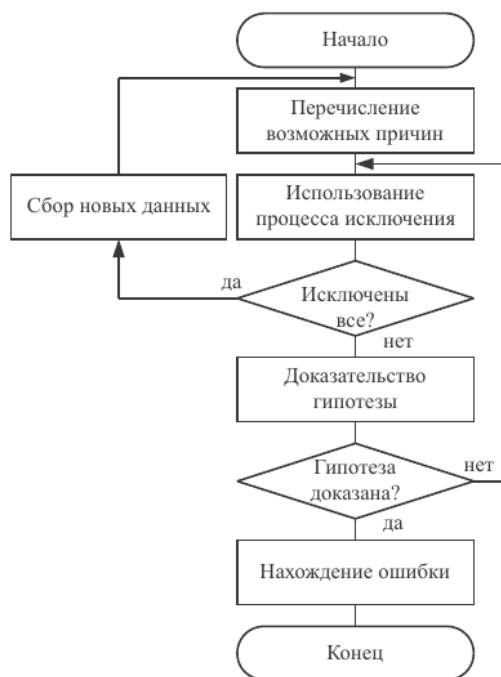 Начало
Перечисление
возможных причин
Сбор новых данных
Использование
процесса исключения
да
Исключены
все?
нет
Доказательство
гипотезы
Гипотеза
доказана?
нет
да
Нахождение ошибки
Конец